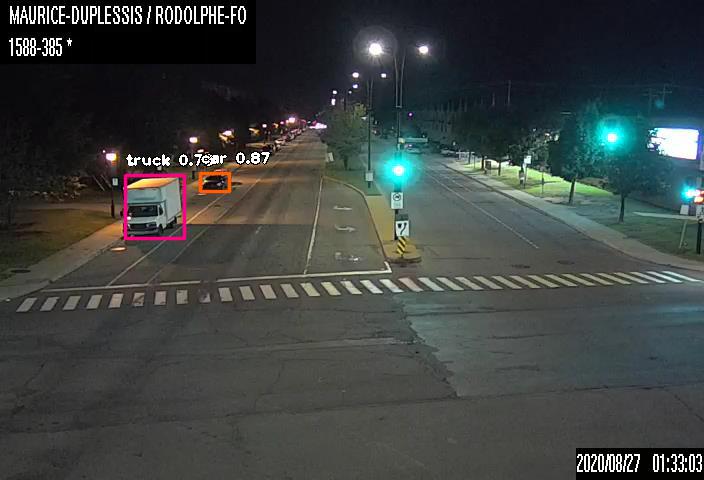 MAURICE-DUPLESSIS / RODOLPHE-FO
1588-385 *
truck 0.7
car 0.87
2020/08/27 01:33:03